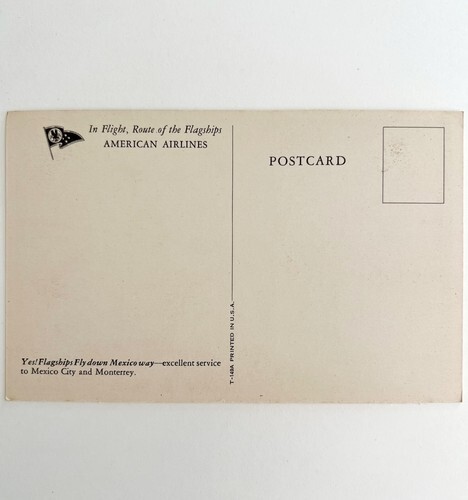 In Flight, Route of the Flagships
AMERICAN AIRLINES
POSTCARD
Yes! Flagships Fly down Mexico way—excellent service
to Mexico City and Monterrey.
T-149A PRINTED IN U.S.A.